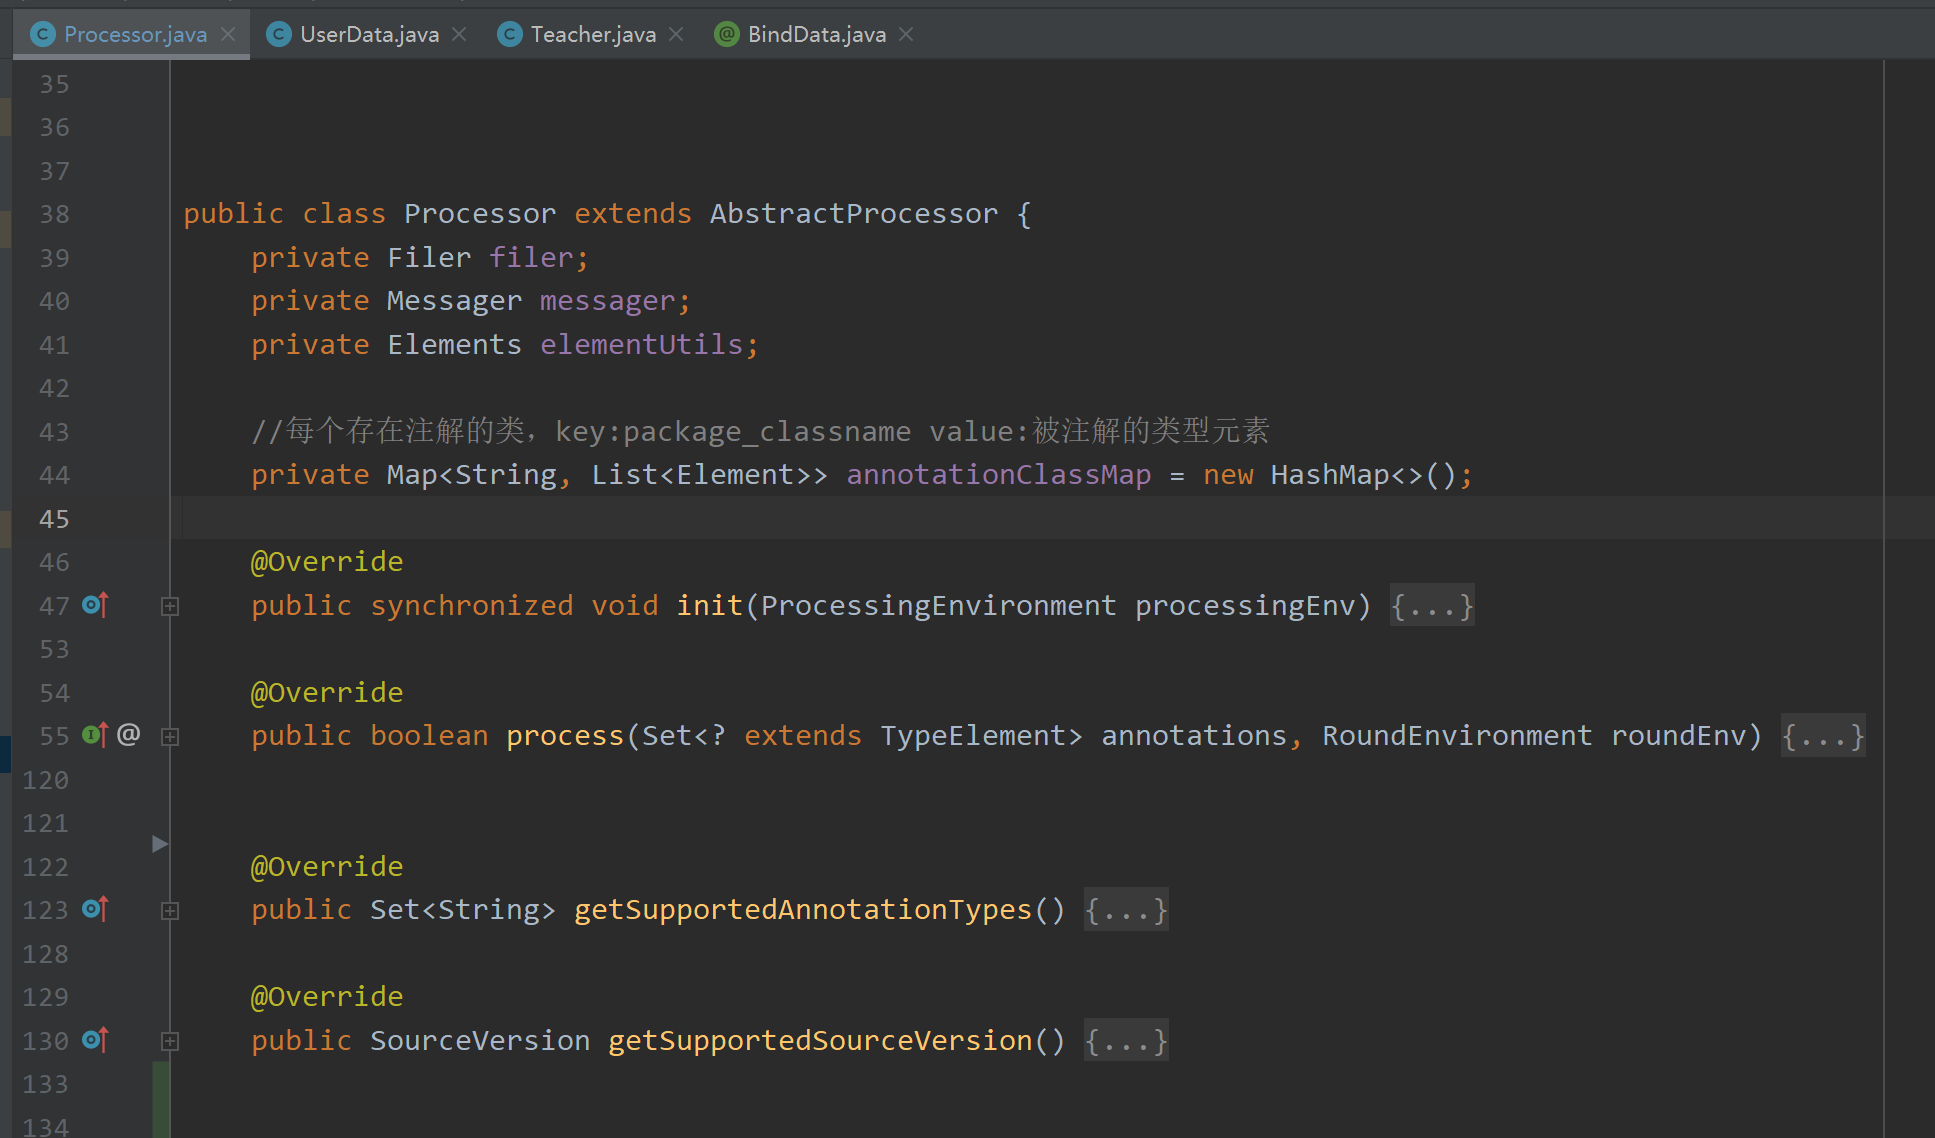 Processor.java UserData.java Teacher.java BindData.java
35
36
37
38 public class Processor extends AbstractProcessor {
39 private Filer filer;
40 private Messager messager;
41 private Elements elementUtils;
42
43 //每个存在注解的类，key:package_classname value:被注解的类型元素
44 private Map<String, List<Element>> annotationClassMap = new HashMap<>();
45
46 @Override
47 public synchronized void init(ProcessingEnvironment processingEnv) {...}
53
54 @Override
55 @ public boolean process(Set<? extends TypeElement> annotations, RoundEnvironment roundEnv) {...}
120
121
122 @Override
123 public Set<String> getSupportedAnnotationTypes() {...}
128
129 @Override
130 public SourceVersion getSupportedSourceVersion() {...}
133
134